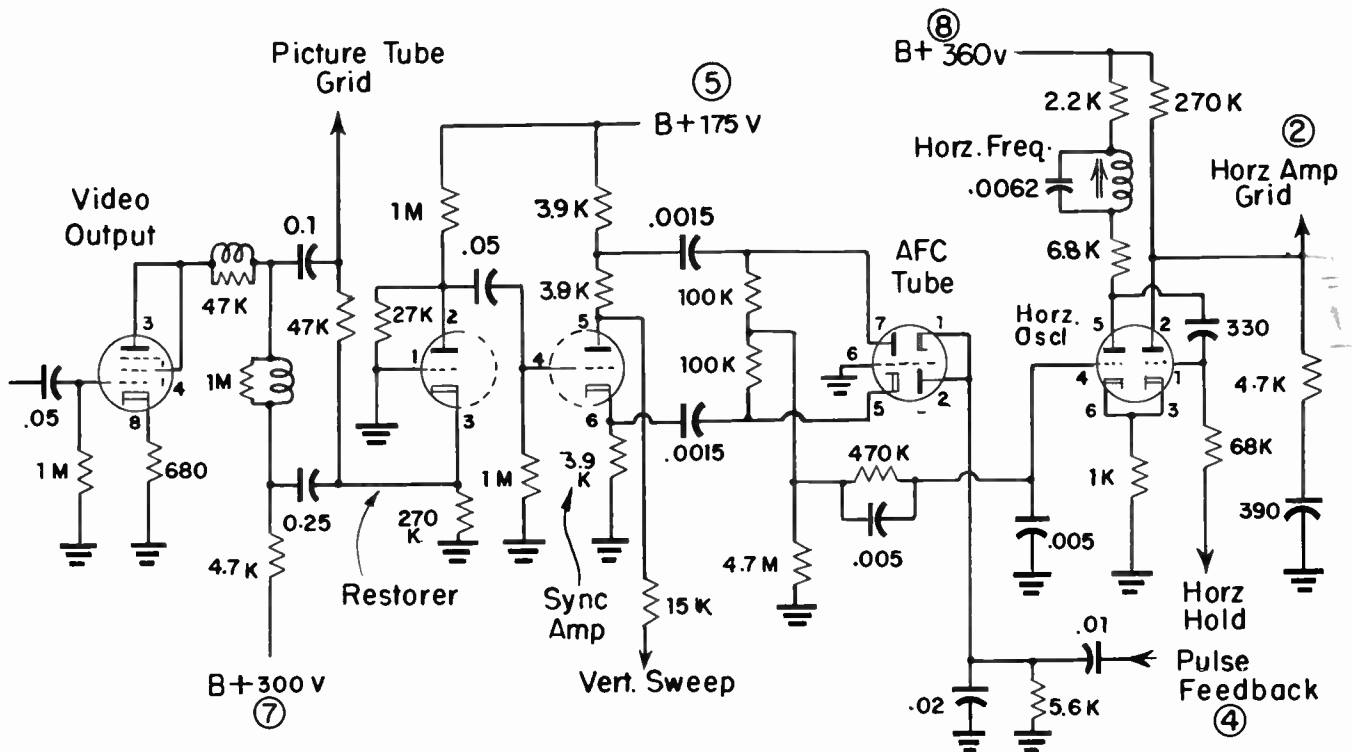 Picture Tube
Grid
⑤
B+175 V
⑧
B+ 360v
2.2K
270 K
②
Horz Amp
Grid
Horz. Freq.
.0062
Video
Output
0.1
1M
3.9K
.0015
6.8K
AFC
Tube
.05
47K
47K
27K
3.9K
100K
Horz.
Oscl
330
3
4
8
2
1
3
5
4
6
7
1
6
5
2
5
2
4
1
6
3
4.7K
100K
1M
.05
1M
680
0.25
270
K.
1M
3.9
K
.0015
470K
.005
1K
68K
390
4.7K
Restorer
Sync
Amp
15K
4.7M
.005
Horz
Hold
B+300 V
⑦
Vert. Sweep
.02
5.6K
.01
Pulse
Feedback
④